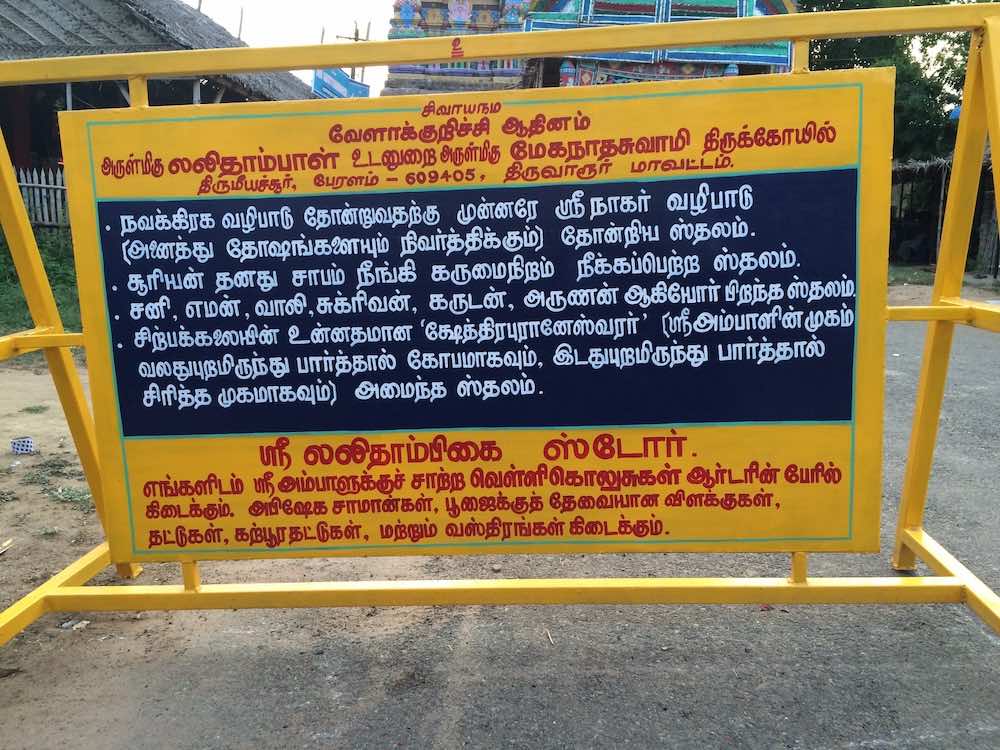 உ
சிவாயநம
வேளாக்குறிச்சி ஆதினம்
அருள்மிகு லலிதாம்பாள் உடனுறை அருள்மிகு மேகநாதசுவாமி திருக்கோயில்
திருமீயச்சூர், பேரளம் - 609405, திருவாரூர் மாவட்டம்.
. நவக்கிரக வழிபாடு தோன்றுவதற்கு முன்னரே ஸ்ரீ நாகர் வழிபாடு
(அனைத்து தோஷங்களையும் நிவர்த்திக்கும்) தோன்றிய ஸ்தலம்.
. சூரியன் தனது சாபம் நீங்கி கருமைநிறம் நீக்கப்பெற்ற ஸ்தலம்.
. சனி, எமன், வாலி, சுக்ரிவன், கருடன், அருணன் ஆகியோர் பிறந்த ஸ்தலம்.
. சிற்பக்கலையின் உன்னதமான ‘க்ஷேத்திரபுரானேஸ்வரா்’ (ஸ்ரீ அம்பாளின் முகம்
வலதுபுறமிருந்து பார்த்தால் கோபமாகவும், இடதுபுறமிருந்து பார்த்தால்
சிரித்த முகமாகவும்) அமைந்த ஸ்தலம்.
ஸ்ரீ லலிதாம்பிகை ஸ்டோர்.
எங்களிடம் ஸ்ரீ அம்பாளுக்குச் சாற்ற வெள்ளிகொலுசுகள் ஆர்டரின் பேரில்
கிடைக்கும். அபிஷேக சாமான்கள், பூஜைக்குத் தேவையான விளக்குகள்,
தட்டுகள், கற்பூரதட்டுகள், மற்றும் வஸ்திரங்கள் கிடைக்கும்.